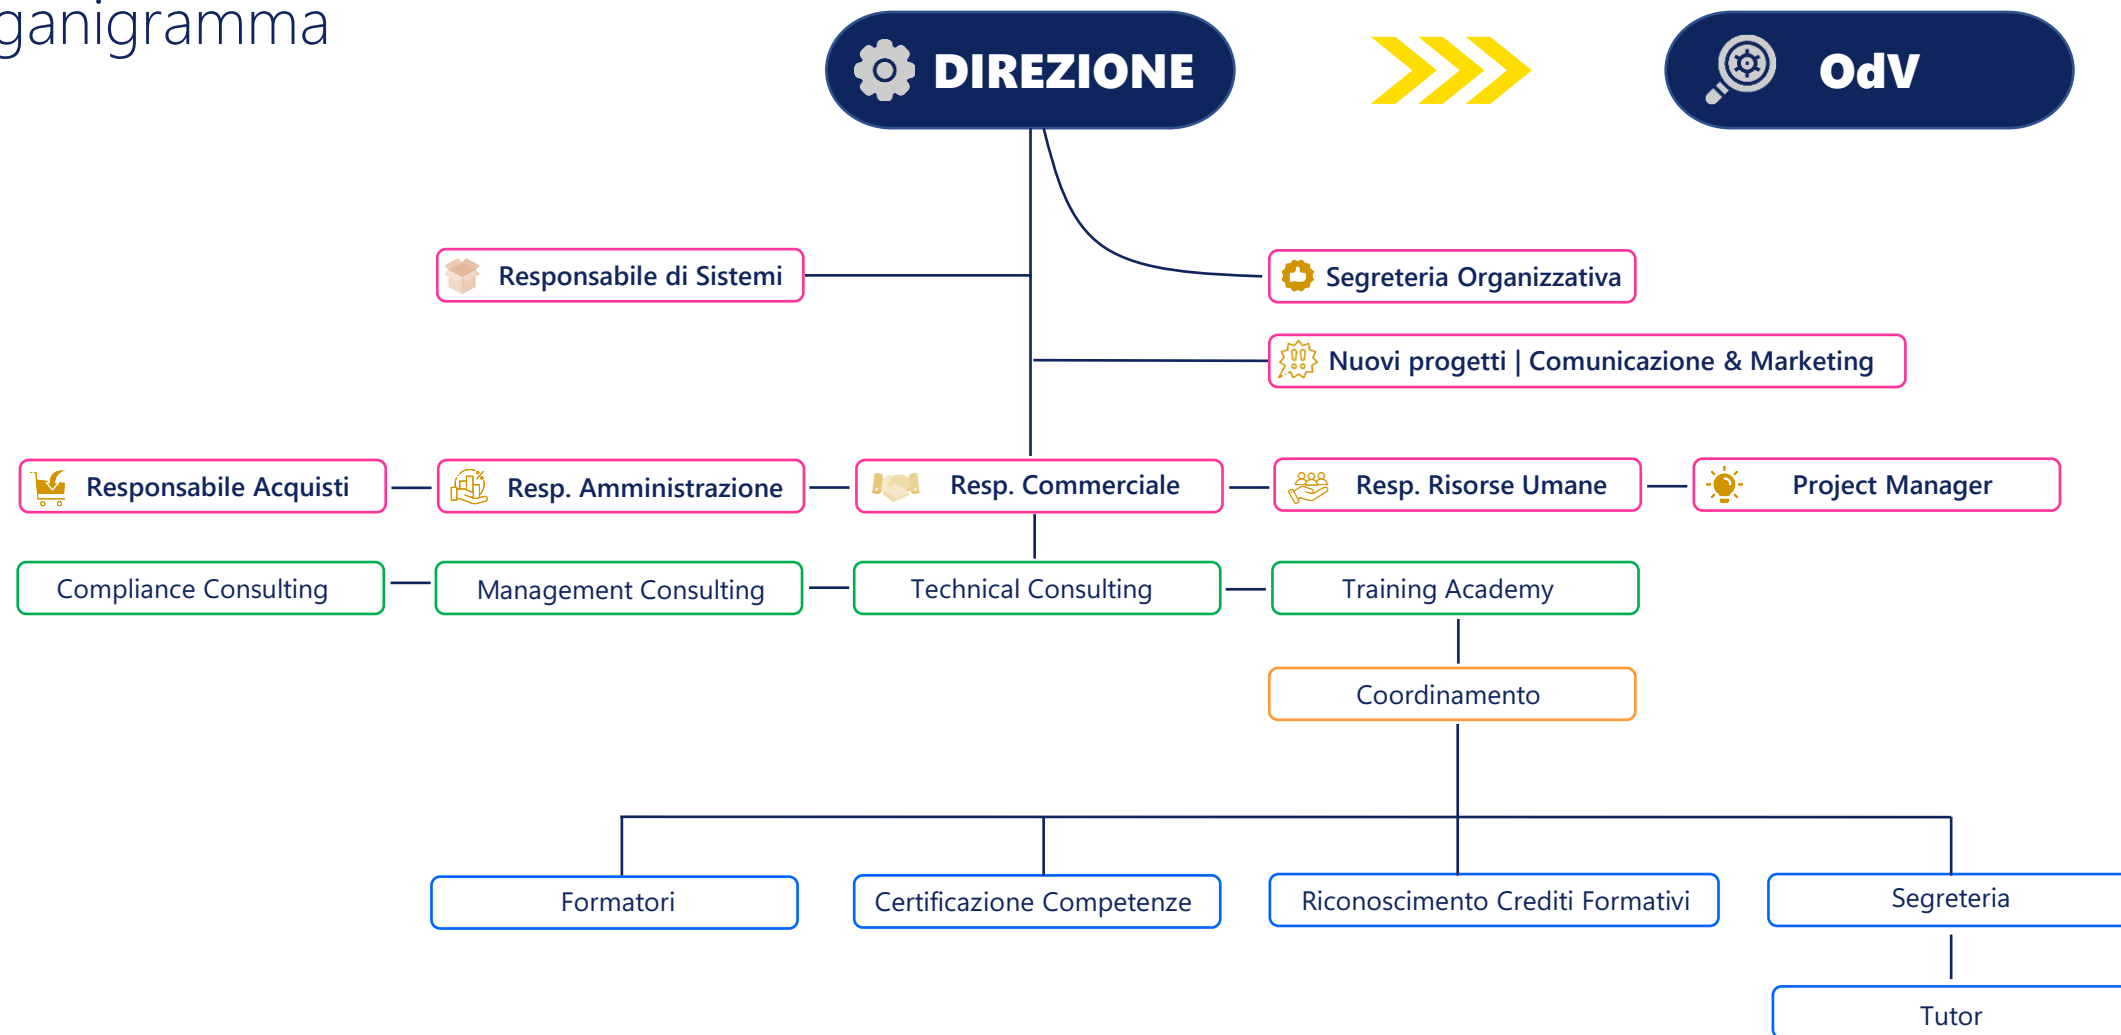 ganigramma
DIREZIONE
OdV
Responsabile di Sistemi
Segreteria Organizzativa
Nuovi progetti | Comunicazione & Marketing
Responsabile Acquisti
Resp. Amministrazione
Resp. Commerciale
Resp. Risorse Umane
Project Manager
Compliance Consulting
Management Consulting
Technical Consulting
Training Academy
Coordinamento
Formatori
Certificazione Competenze
Riconoscimento Crediti Formativi
Segreteria
Tutor